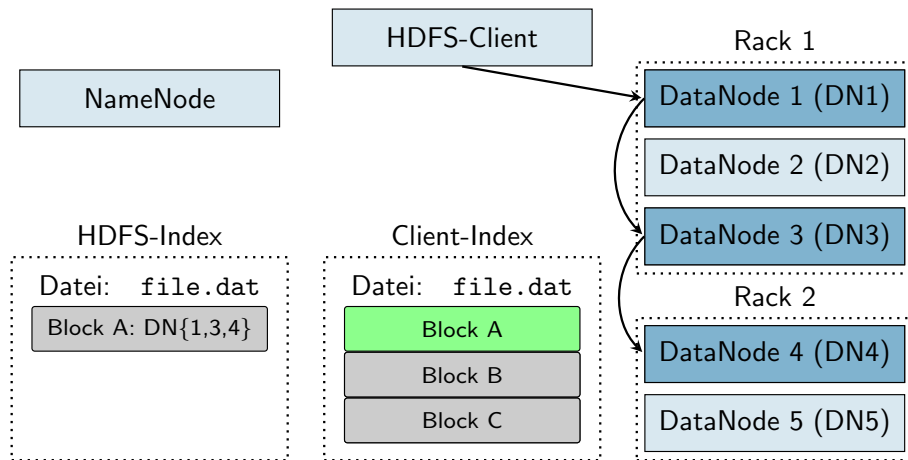 HDFS-Client
NameNode
Rack 1
DataNode 1 (DN1)
DataNode 2 (DN2)
DataNode 3 (DN3)
Rack 2
DataNode 4 (DN4)
DataNode 5 (DN5)
HDFS-Index
Datei: file.dat
Block A: DN{1,3,4}
Client-Index
Datei: file.dat
Block A
Block B
Block C